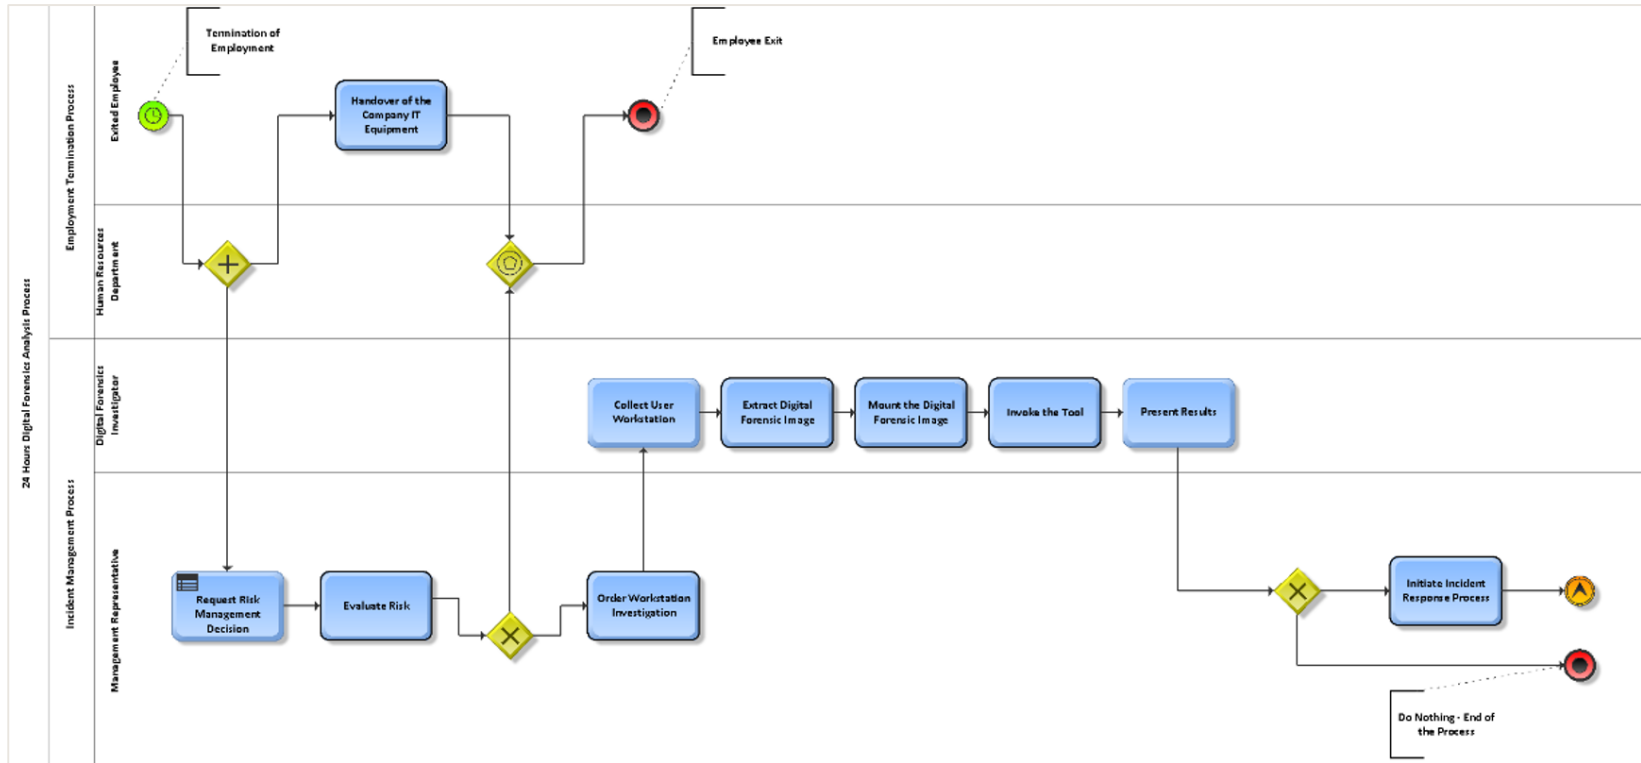 24 Hours Digital Forensics Analysis Process
Employment Termination Process
Exited Employee
Termination of
Employment
Handover of the
Company IT
Equipment
Employee Exit
Human Resources
Department
Incident Management Process
Digital Forensics
Investigator
Collect User
Workstation
Extract Digital
Forensic Image
Mount the Digital
Forensic Image
Invoke the Tool
Present Results
Management Representative
Request Risk
Management
Decision
Evaluate Risk
Order Workstation
Investigation
Initiate Incident
Response Process
Do Nothing - End of
the Process